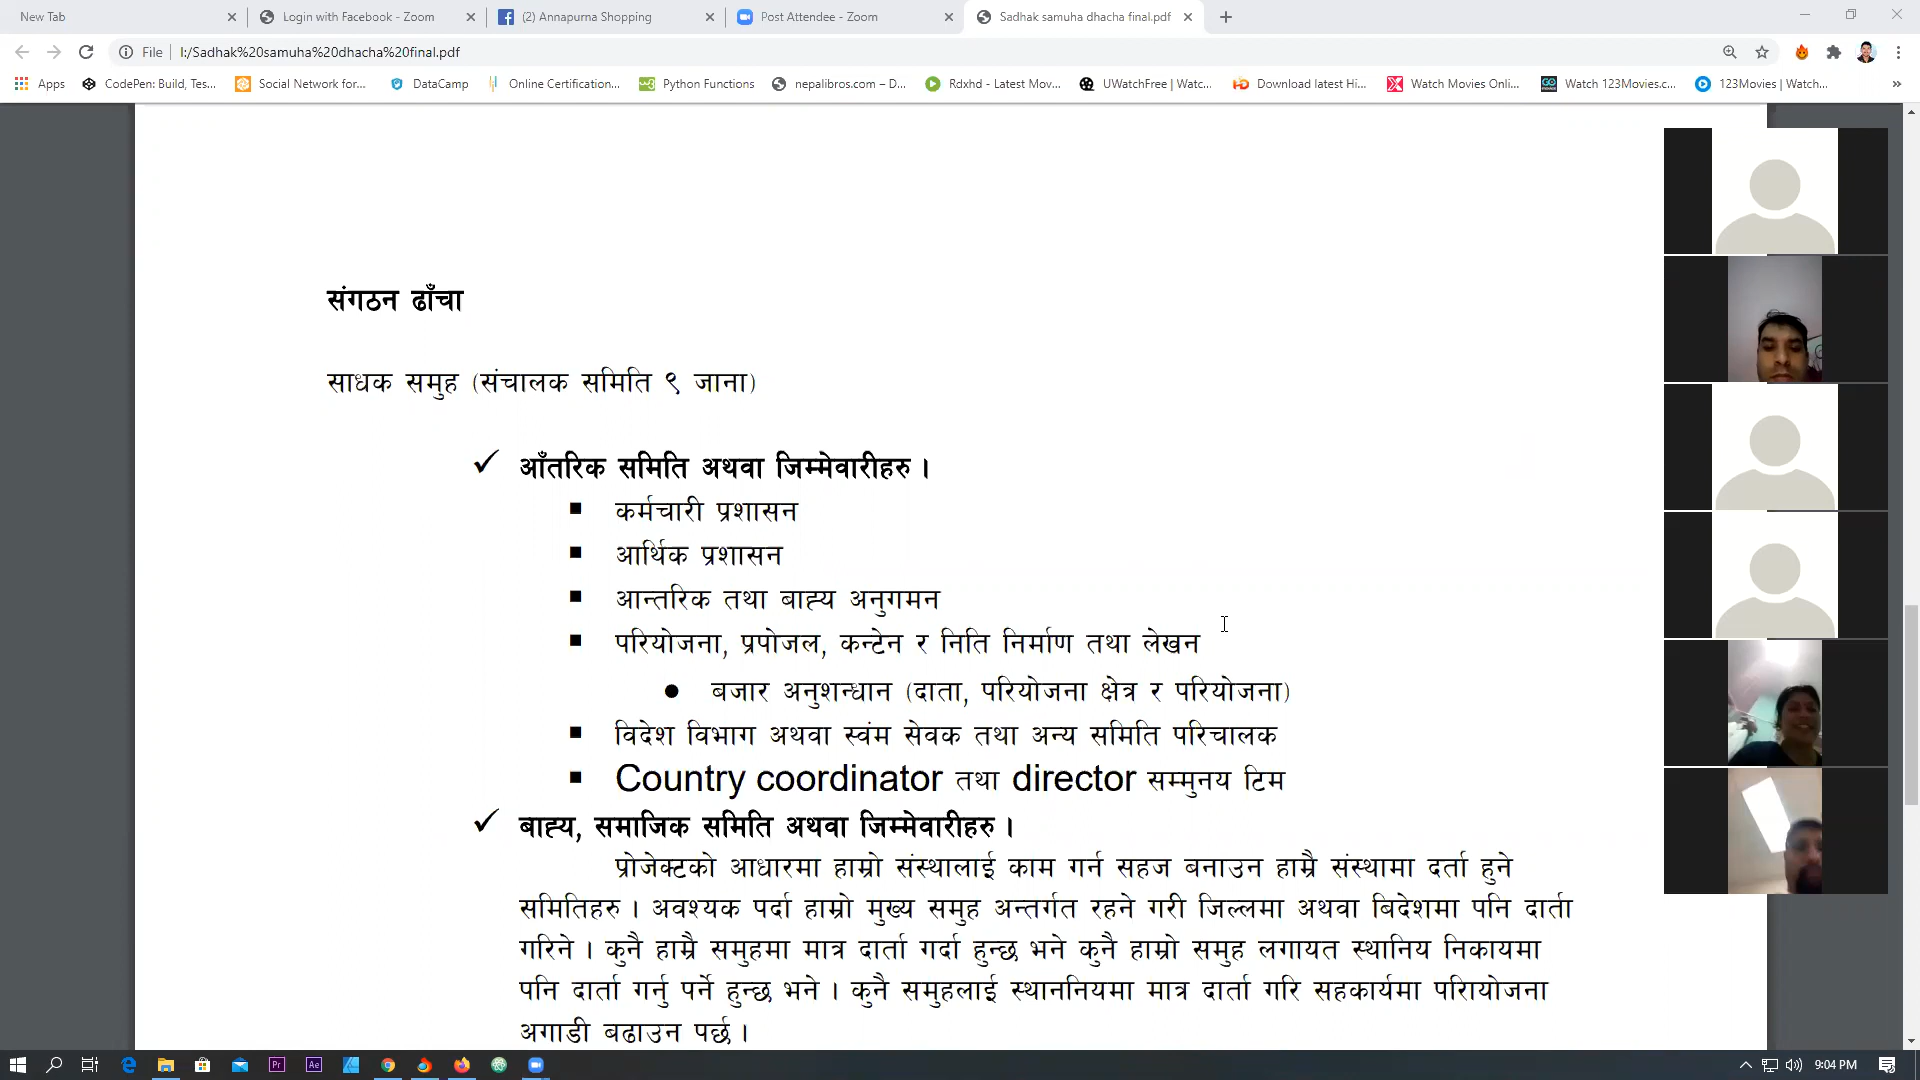 New Tab
Login with Facebook - Zoom
(2) Annapurna Shopping
Post Attendee - Zoom
Sadhak samuha dhacha final.pdf
File
I:/Sadhak%20samuha%20dhacha%20final.pdf
Apps
CodePen: Build, Tes...
Social Network for...
DataCamp
Online Certification...
Python Functions
nepalibros.com – D...
Rdxhd - Latest Mov...
UWatchFree | Watc...
Download latest Hi...
Watch Movies Onli...
Watch 123Movies.c...
123Movies | Watch...
»
संगठन ढाँचा
साधक समुह (संचालक समिति ९ जाना)
✓ आँतरिक समिति अथवा जिम्मेवारीहरु ।
▪ कर्मचारी प्रशासन
▪ आर्थिक प्रशासन
▪ आन्तरिक तथा बाह्य अनुगमन
▪ परियोजना, प्रपोजल, कन्टेन र निति निर्माण तथा लेखन
● बजार अनुशन्धान (दाता, परियोजना क्षेत्र र परियोजना)
▪ विदेश विभाग अथवा स्वंम सेवक तथा अन्य समिति परिचालक
▪ Country coordinator तथा director सम्मुनय टिम
✓ बाह्य, समाजिक समिति अथवा जिम्मेवारीहरु ।
प्रोजेक्टको आधारमा हाम्रो संस्थालाई काम गर्न सहज बनाउन हाम्रै संस्थामा दर्ता हुने
समितिहरु । अवश्यक पर्दा हाम्रो मुख्य समुह अन्तर्गत रहने गरी जिल्लमा अथवा बिदेशमा पनि दार्ता
गरिने । कुनै हाम्रै समुहमा मात्र दार्ता गर्दा हुन्छ भने कुनै हाम्रो समुह लगायत स्थानिय निकायमा
पनि दार्ता गर्नु पर्ने हुन्छ भने । कुनै समुहलाई स्थाननियमा मात्र दार्ता गरि सहकार्यमा परिायोजना
अगाडी बढाउन पर्छ ।
Pr
Ae
9:04 PM